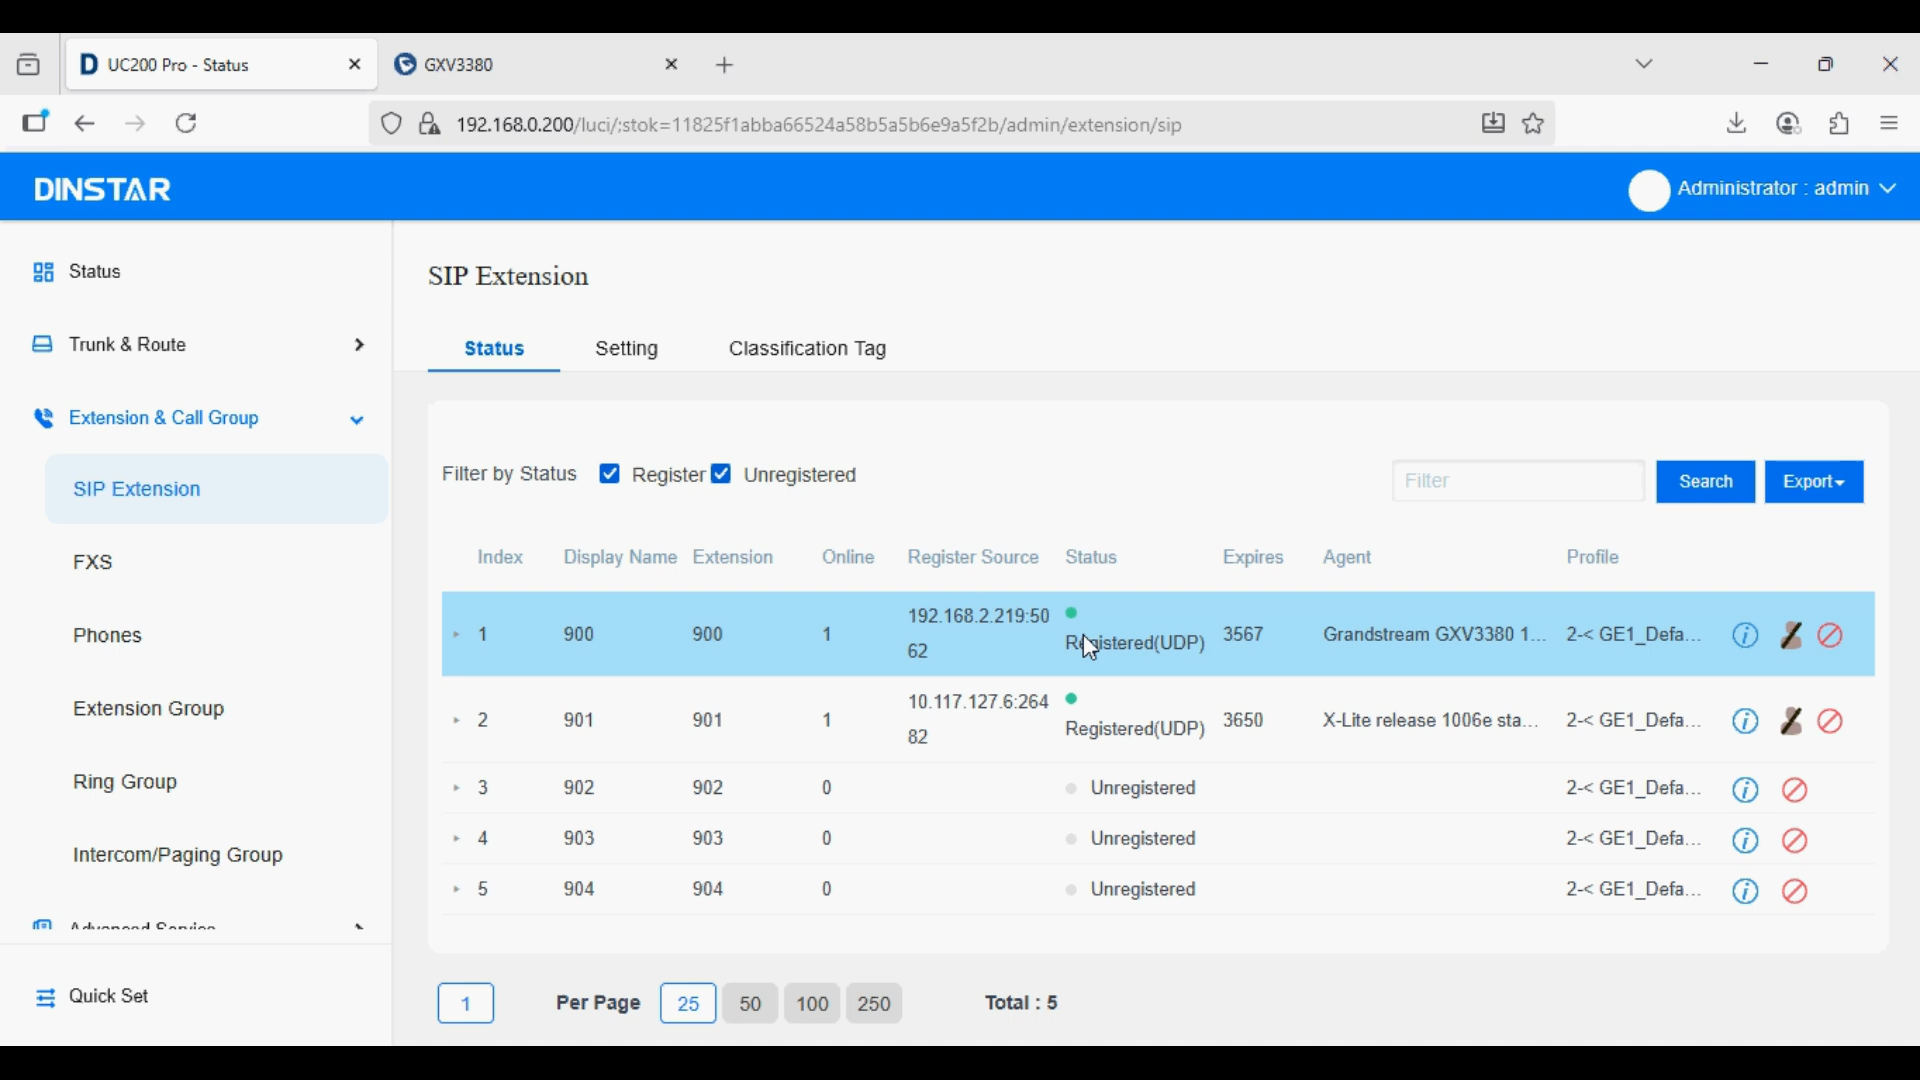 UC200 Pro - Status
GXV3380
192.168.0.200/luci/;stok=11825f1abba66524a58b5a5b6e9a5f2b/admin/extension/sip
DINSTAR
Administrator : admin
Status
Trunk & Route
Extension & Call Group
SIP Extension
FXS
Phones
Extension Group
Ring Group
Intercom/Paging Group
Advanced Service
Quick Set
SIP Extension
Status Setting Classification Tag
Filter by Status Register Unregistered
Filter Search Export
Index Display Name Extension Online Register Source Status Expires Agent Profile
1 900 900 1 192.168.2.219:50 62 Registered(UDP) 3567 Grandstream GXV3380 1... 2-< GE1_Defa...
2 901 901 1 10.117.127.6:264 82 Registered(UDP) 3650 X-Lite release 1006e sta... 2-< GE1_Defa...
3 902 902 0 Unregistered 2-< GE1_Defa...
4 903 903 0 Unregistered 2-< GE1_Defa...
5 904 904 0 Unregistered 2-< GE1_Defa...
1 Per Page 25 50 100 250 Total : 5